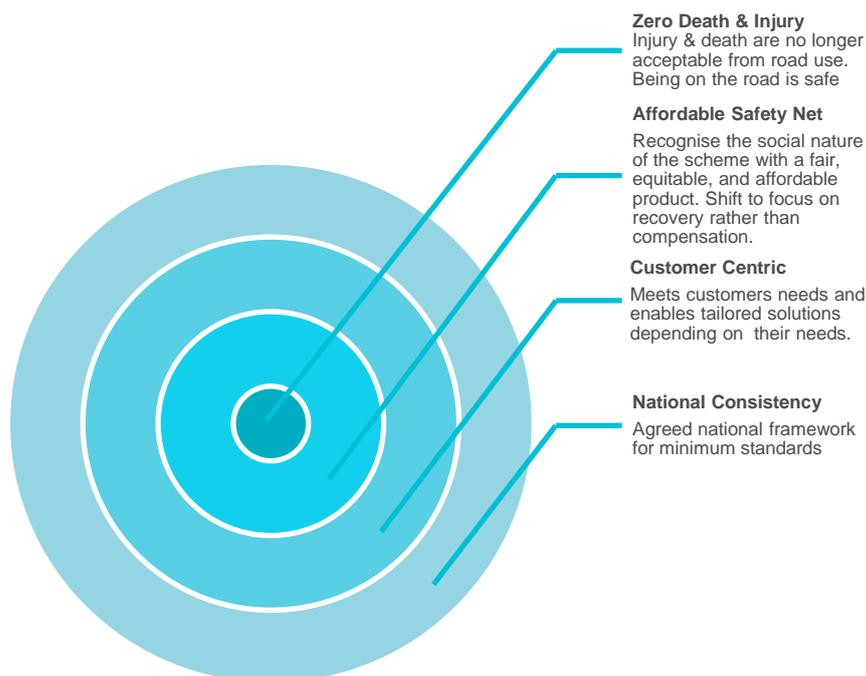 Zero Death & Injury
Injury & death are no longer
acceptable from road use.
Being on the road is safe
Affordable Safety Net
Recognise the social nature
of the scheme with a fair,
equitable, and affordable
product. Shift to focus on
recovery rather than
compensation.
Customer Centric
Meets customers needs and
enables tailored solutions
depending on  their needs.
National Consistency
Agreed national framework
for minimum standards